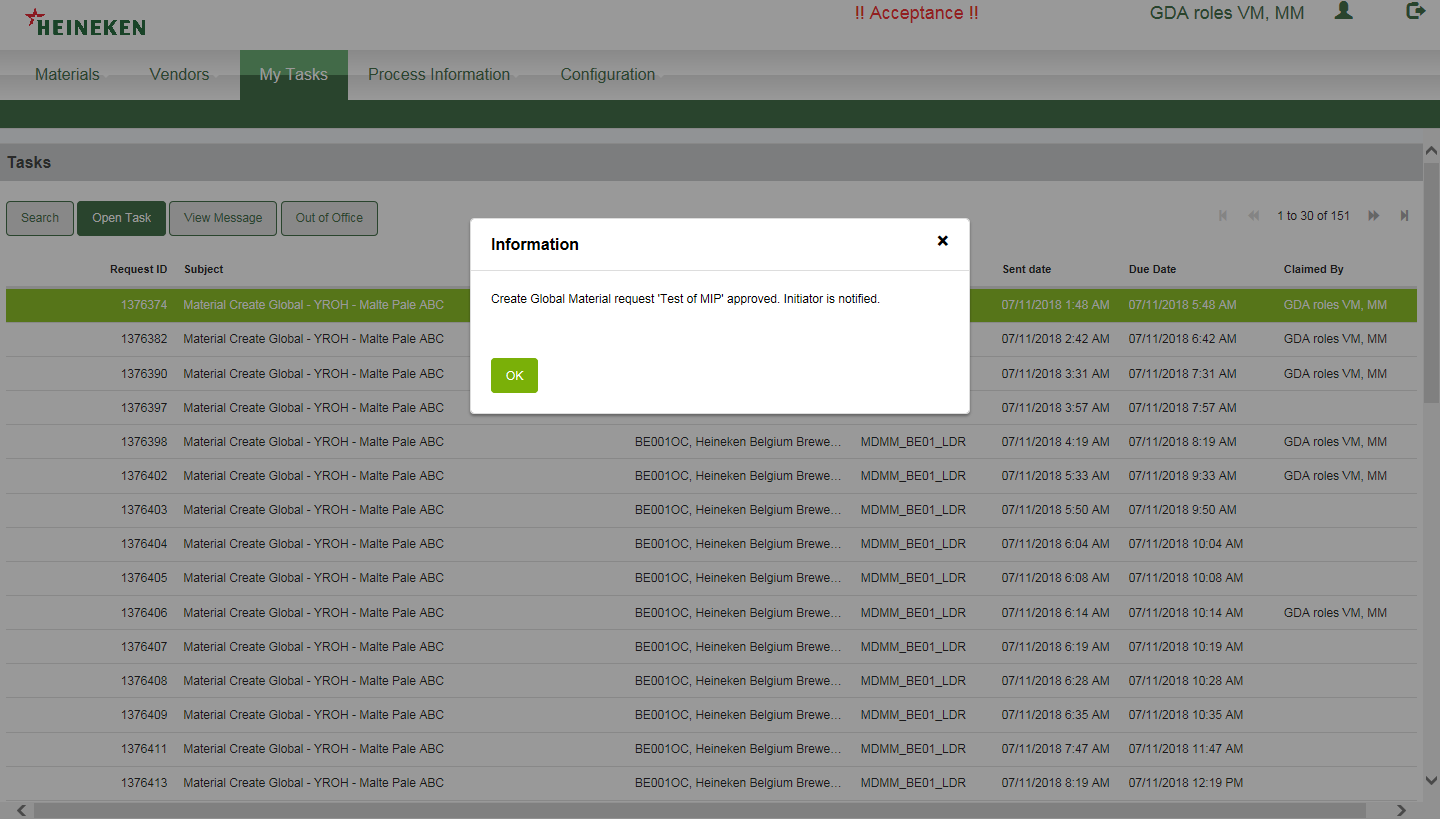 HEINEKEN
!! Acceptance !!
GDA roles VM, MM
Materials
Vendors
My Tasks
Process Information
Configuration
Tasks
Search
Open Task
View Message
Out of Office
1 to 30 of 151
Information
Create Global Material request 'Test of MIP' approved. Initiator is notified.
OK
Request ID Subject Sent date Due Date Claimed By
1376374 Material Create Global - YROH - Malte Pale ABC 07/11/2018 1:48 AM 07/11/2018 5:48 AM GDA roles VM, MM
1376382 Material Create Global - YROH - Malte Pale ABC 07/11/2018 2:42 AM 07/11/2018 6:42 AM GDA roles VM, MM
1376390 Material Create Global - YROH - Malte Pale ABC 07/11/2018 3:31 AM 07/11/2018 7:31 AM GDA roles VM, MM
1376397 Material Create Global - YROH - Malte Pale ABC 07/11/2018 3:57 AM 07/11/2018 7:57 AM
1376398 Material Create Global - YROH - Malte Pale ABC BE001OC, Heineken Belgium Brewe... MDMM_BE01_LDR 07/11/2018 4:19 AM 07/11/2018 8:19 AM GDA roles VM, MM
1376402 Material Create Global - YROH - Malte Pale ABC BE001OC, Heineken Belgium Brewe... MDMM_BE01_LDR 07/11/2018 5:33 AM 07/11/2018 9:33 AM GDA roles VM, MM
1376403 Material Create Global - YROH - Malte Pale ABC BE001OC, Heineken Belgium Brewe... MDMM_BE01_LDR 07/11/2018 5:50 AM 07/11/2018 9:50 AM
1376404 Material Create Global - YROH - Malte Pale ABC BE001OC, Heineken Belgium Brewe... MDMM_BE01_LDR 07/11/2018 6:04 AM 07/11/2018 10:04 AM
1376405 Material Create Global - YROH - Malte Pale ABC BE001OC, Heineken Belgium Brewe... MDMM_BE01_LDR 07/11/2018 6:08 AM 07/11/2018 10:08 AM
1376406 Material Create Global - YROH - Malte Pale ABC BE001OC, Heineken Belgium Brewe... MDMM_BE01_LDR 07/11/2018 6:14 AM 07/11/2018 10:14 AM GDA roles VM, MM
1376407 Material Create Global - YROH - Malte Pale ABC BE001OC, Heineken Belgium Brewe... MDMM_BE01_LDR 07/11/2018 6:19 AM 07/11/2018 10:19 AM
1376408 Material Create Global - YROH - Malte Pale ABC BE001OC, Heineken Belgium Brewe... MDMM_BE01_LDR 07/11/2018 6:28 AM 07/11/2018 10:28 AM
1376409 Material Create Global - YROH - Malte Pale ABC BE001OC, Heineken Belgium Brewe... MDMM_BE01_LDR 07/11/2018 6:35 AM 07/11/2018 10:35 AM
1376411 Material Create Global - YROH - Malte Pale ABC BE001OC, Heineken Belgium Brewe... MDMM_BE01_LDR 07/11/2018 7:47 AM 07/11/2018 11:47 AM
1376413 Material Create Global - YROH - Malte Pale ABC BE001OC, Heineken Belgium Brewe... MDMM_BE01_LDR 07/11/2018 8:19 AM 07/11/2018 12:19 PM